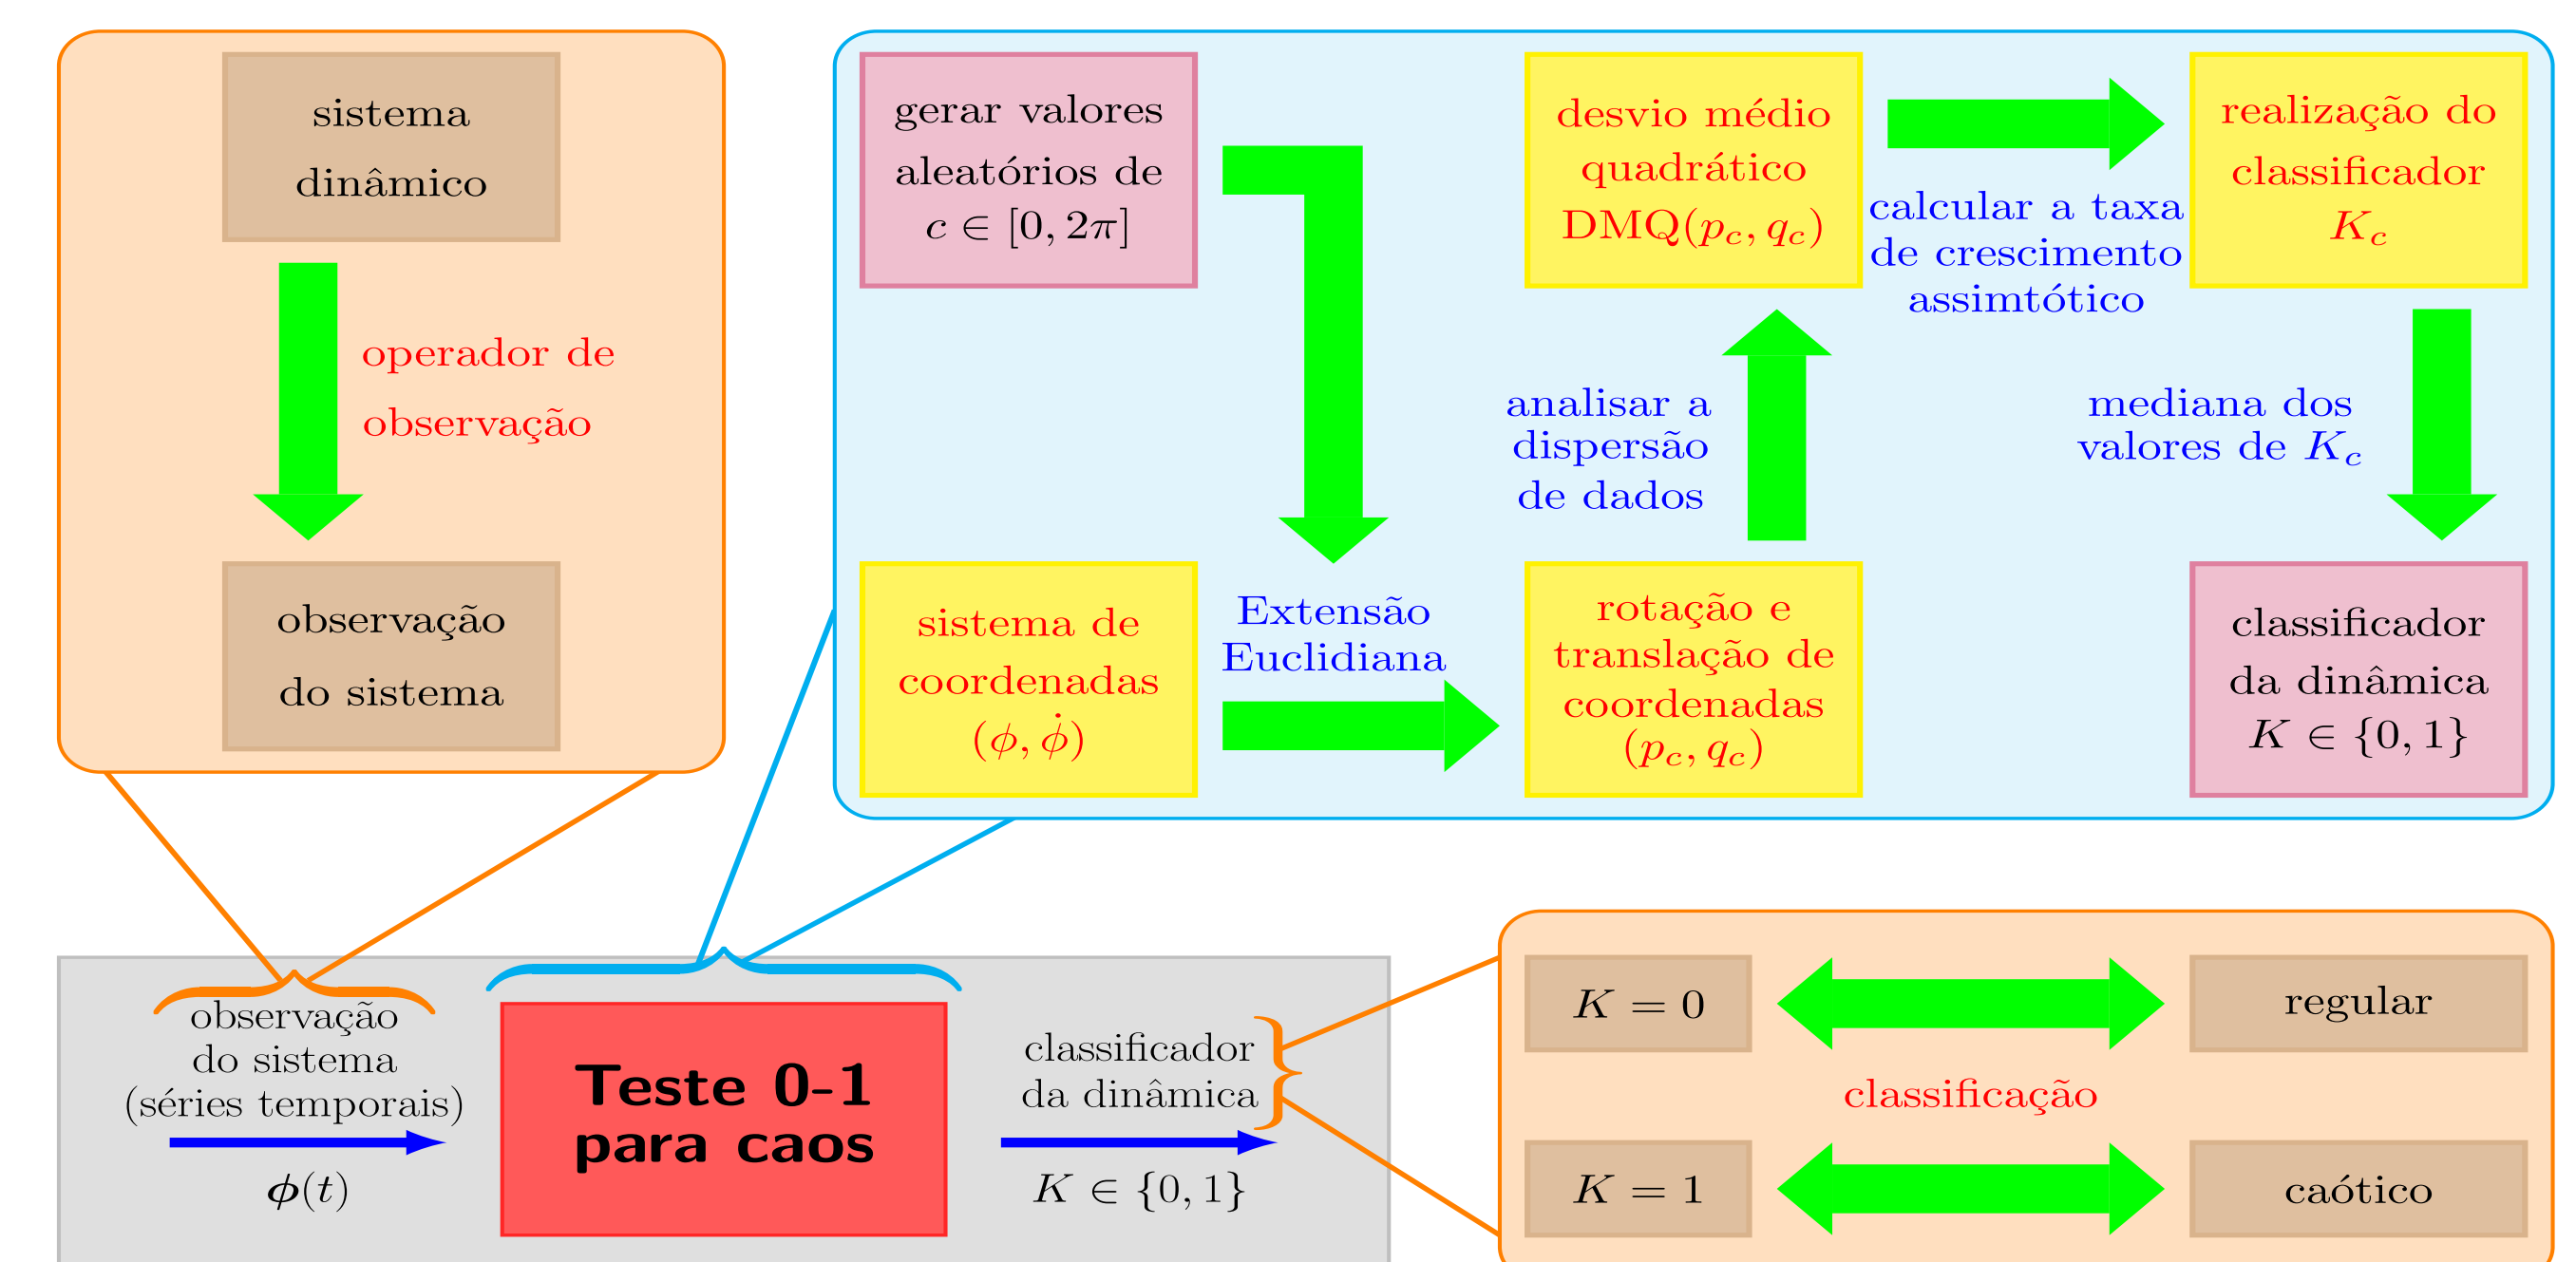 sistema
dinâmico
operador de
observação
observação
do sistema
gerar valores
aleatórios de
c ∈ [0, 2π]
sistema de
coordenadas
(ϕ, ϕ̇)
Extensão
Euclidiana
rotação e
translação de
coordenadas
(p_c, q_c)
analisar a
dispersão
de dados
desvio médio
quadrático
DMQ(p_c, q_c)
calcular a taxa
de crescimento
assimtótico
realização do
classificador
K_c
mediana dos
valores de K_c
classificador
da dinâmica
K ∈ {0, 1}
observação
do sistema
(séries temporais)
ϕ(t)
Teste 0-1
para caos
classificador
da dinâmica
K ∈ {0, 1}
K = 0
regular
classificação
K = 1
caótico